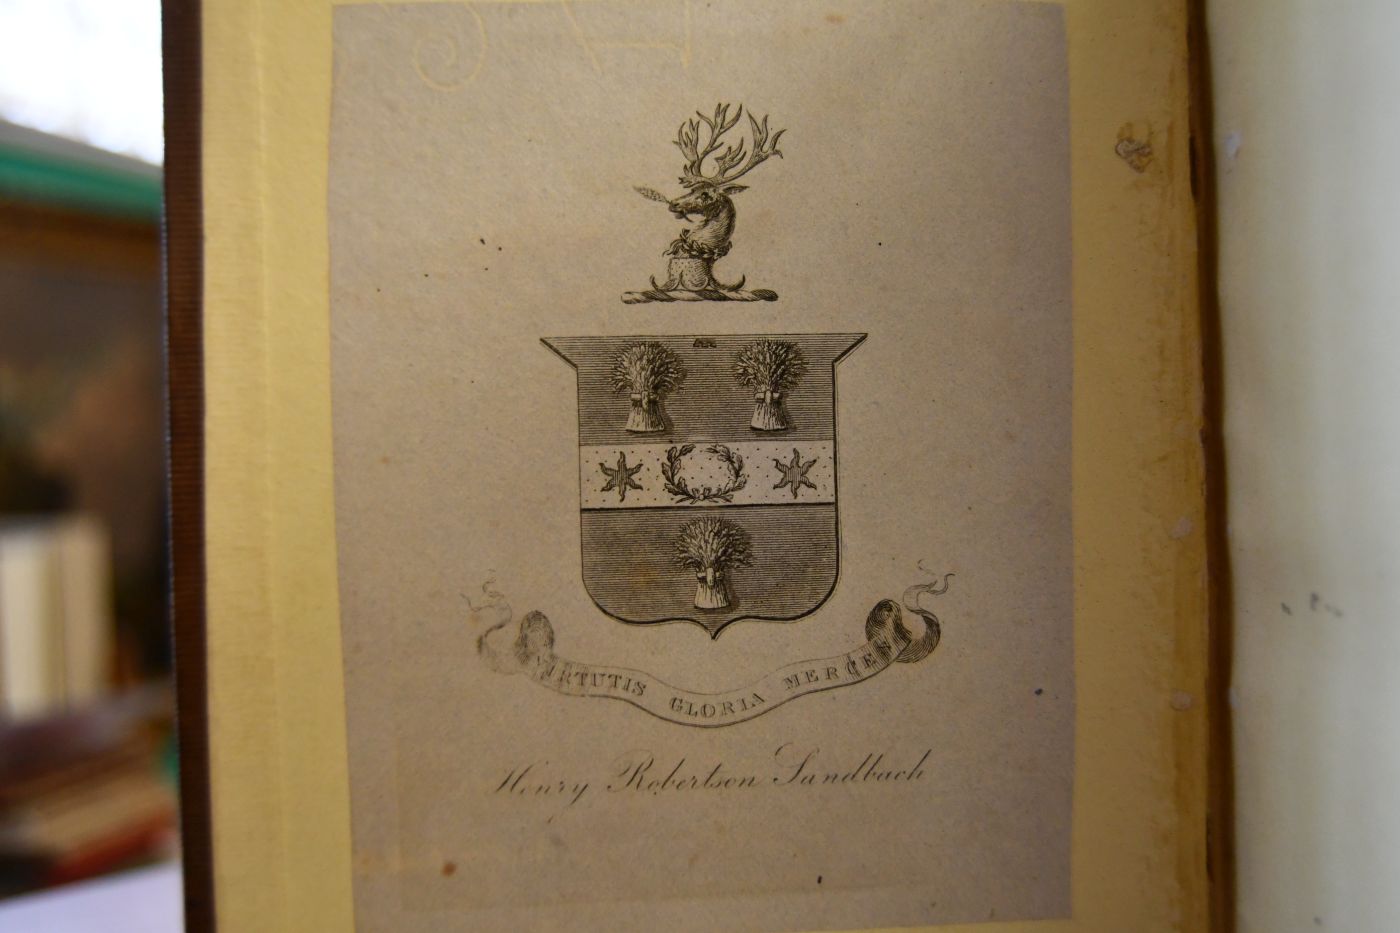 VIRTUTIS GLORIA MERCES
Henry Robertson Sandbach